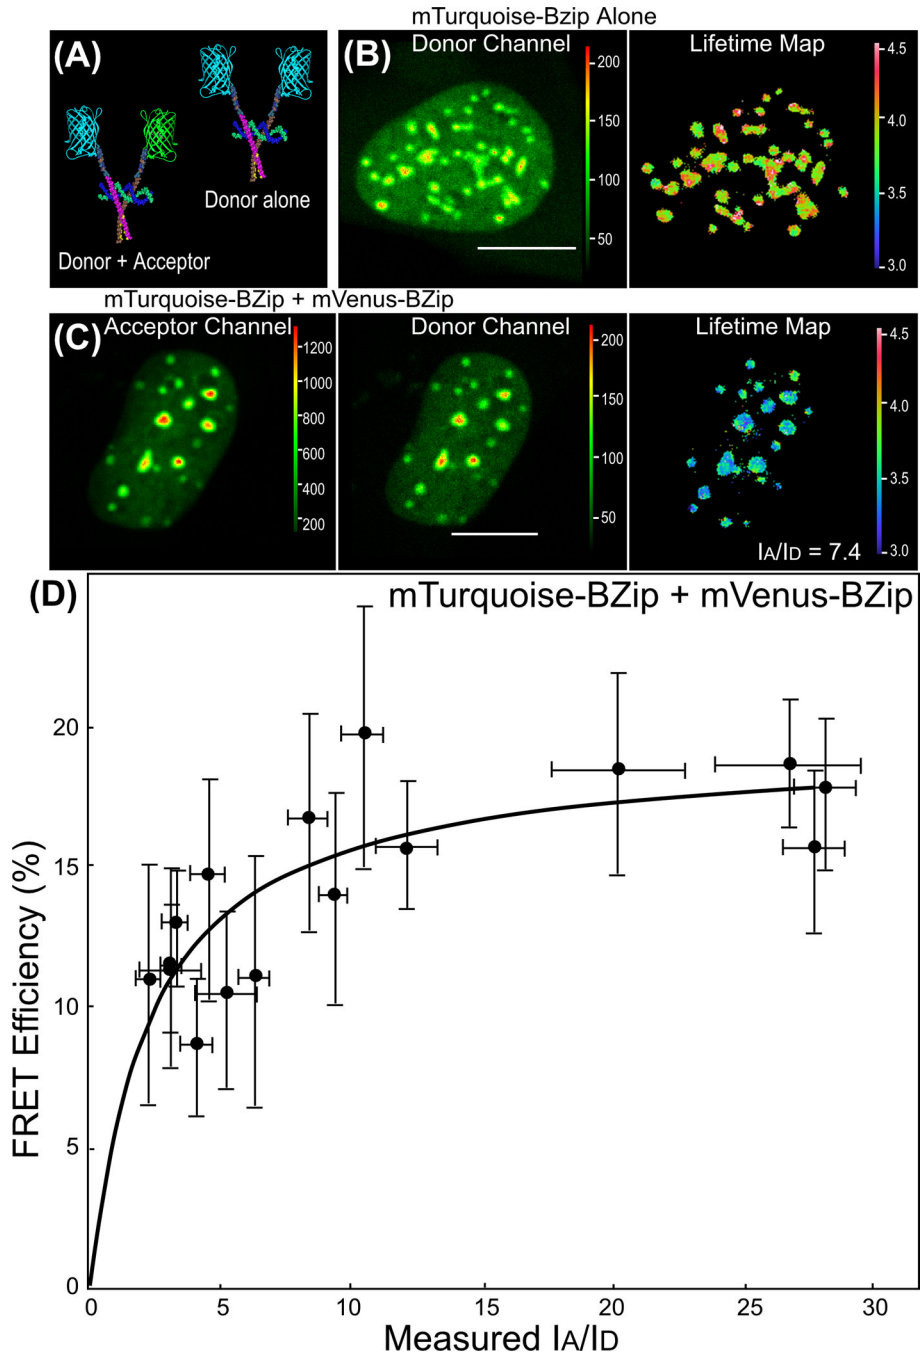 mTurquoise-Bzip Alone
(A)
Donor alone
Donor + Acceptor
(B)
Donor Channel
200
150
100
50
Lifetime Map
4.5
4.0
3.5
3.0
mTurquoise-BZip + mVenus-BZip
(C)
Acceptor Channel
1200
1000
800
600
400
200
Donor Channel
200
150
100
50
Lifetime Map
4.5
4.0
3.5
3.0
IA/ID = 7.4
(D)
mTurquoise-BZip + mVenus-BZip
FRET Efficiency (%)
20
15
10
5
0
0 5 10 15 20 25 30
Measured IA/ID